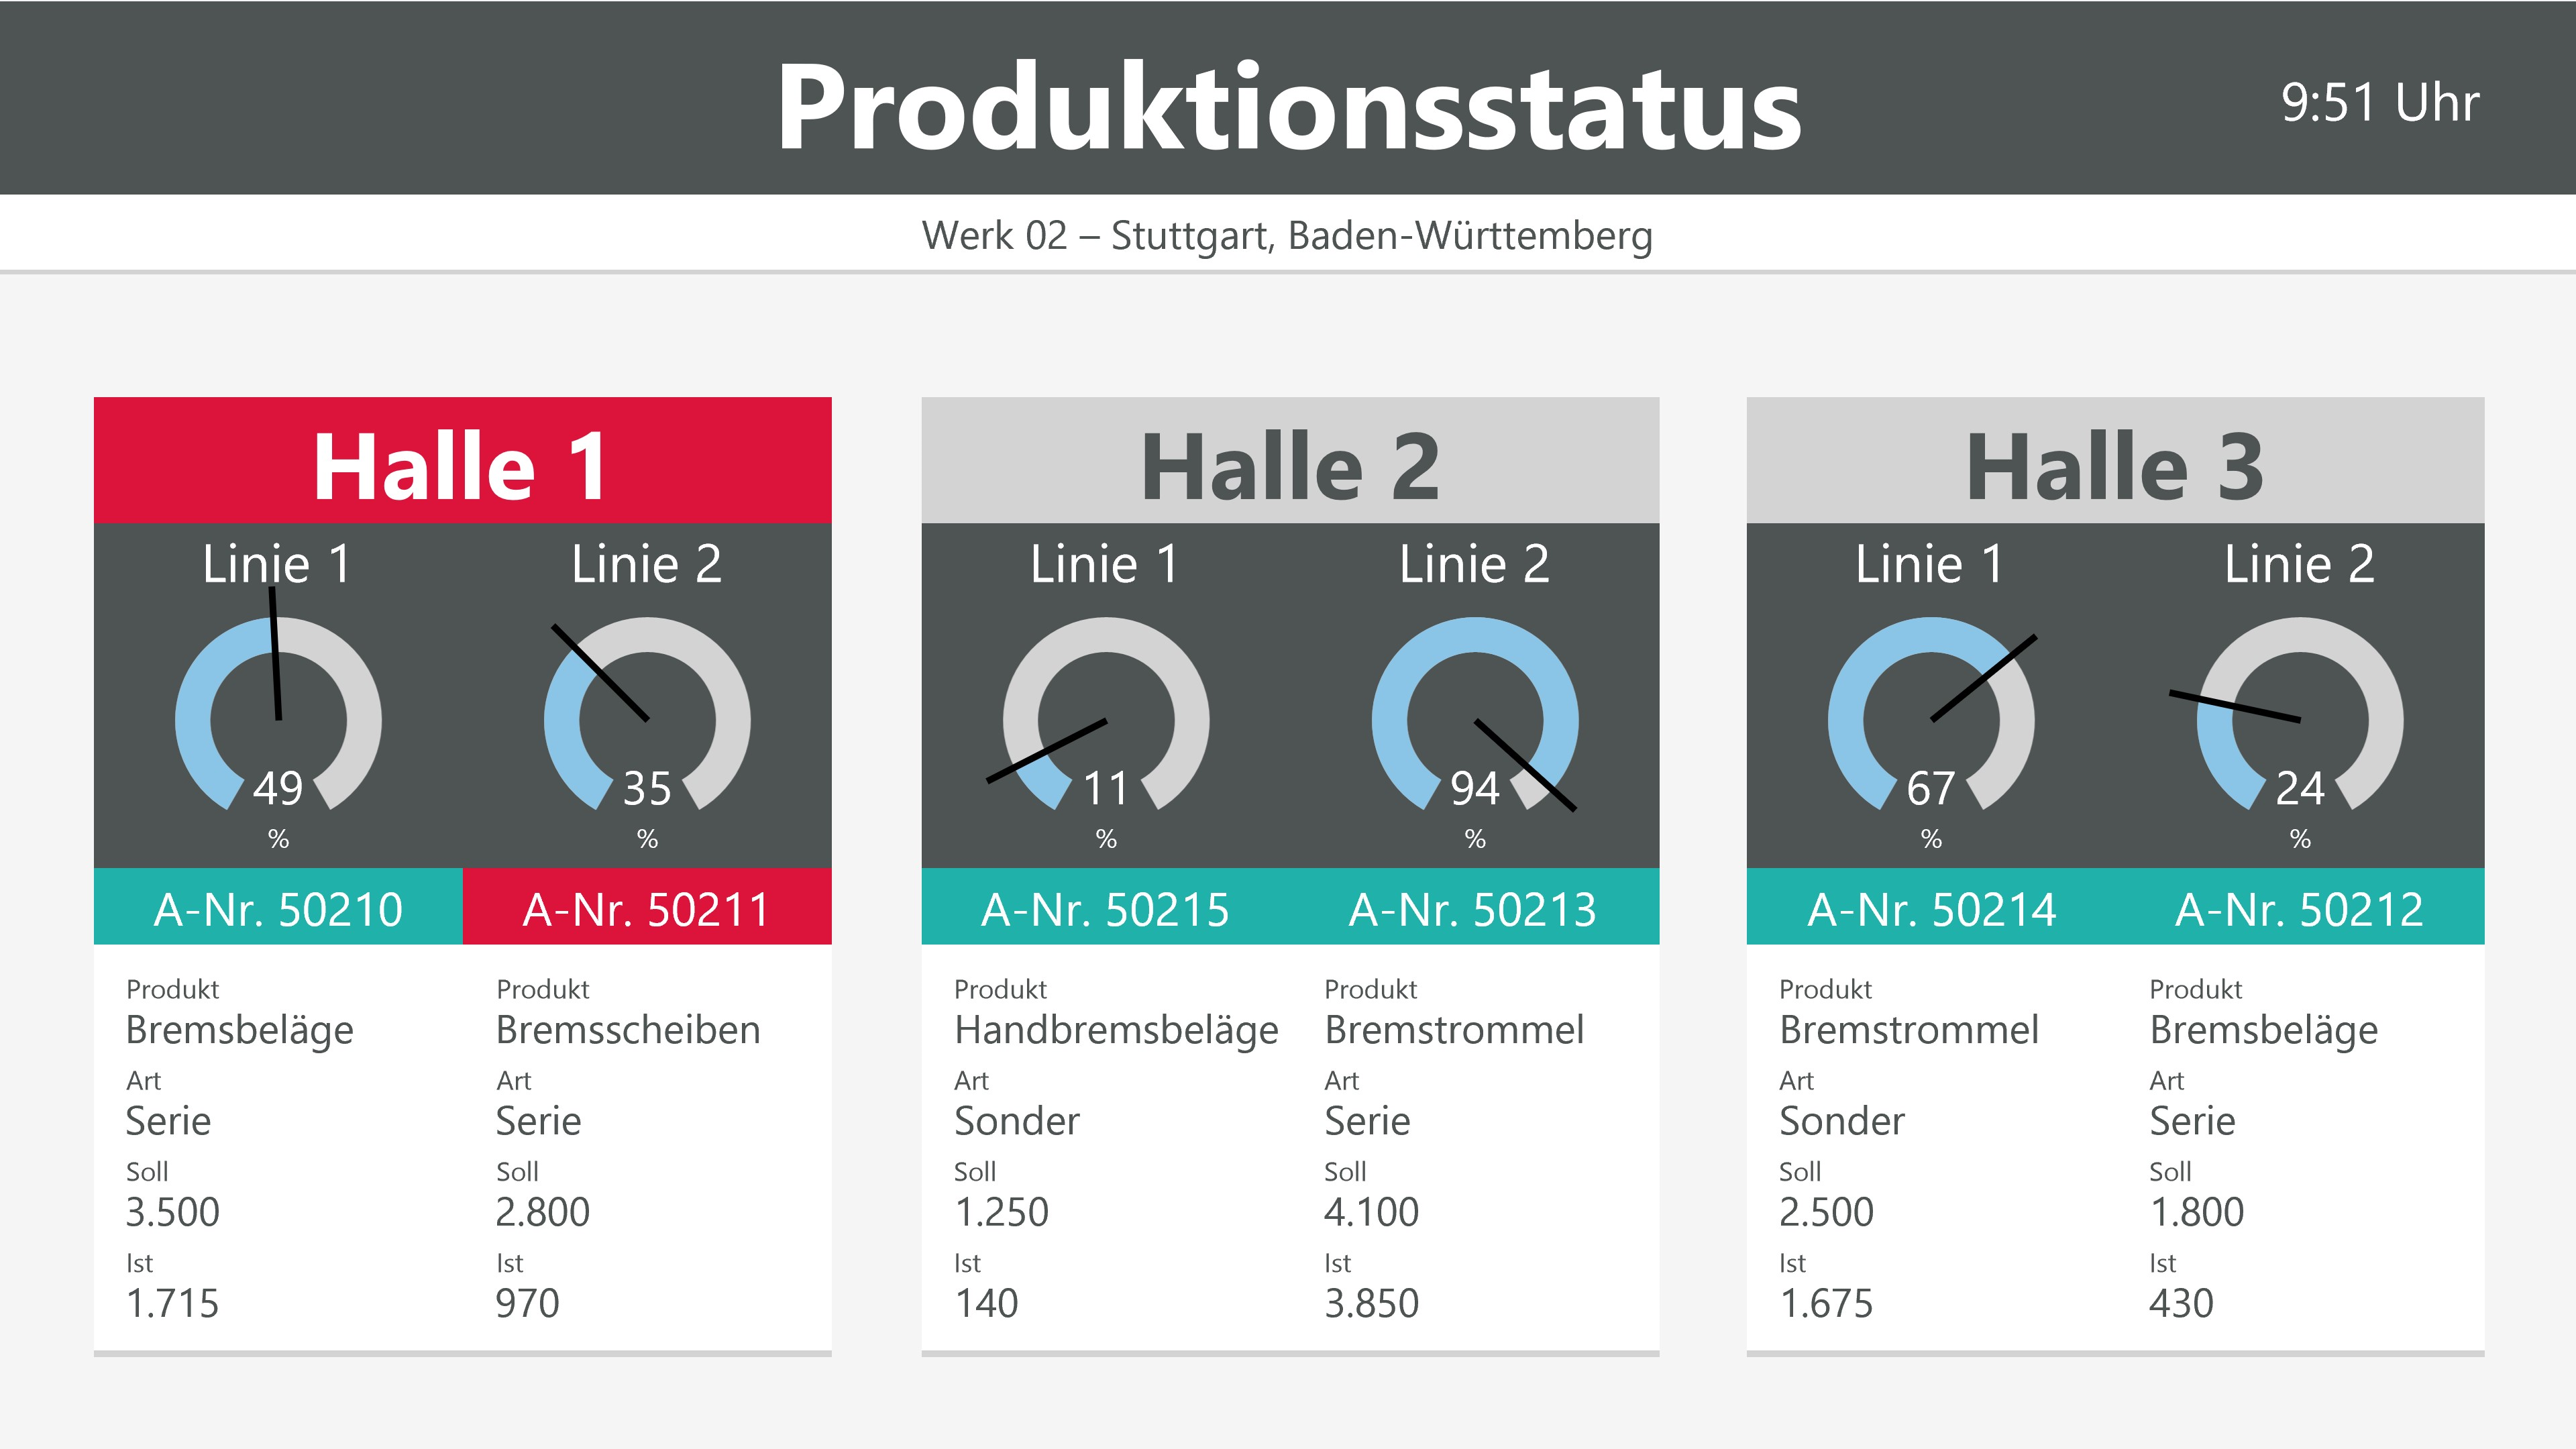 Produktionsstatus
9:51 Uhr
Werk 02 – Stuttgart, Baden-Württemberg
Halle 1
Linie 1
Linie 2
49
%
35
%
A-Nr. 50210
A-Nr. 50211
Produkt
Bremsbeläge
Art
Serie
Soll
3.500
Ist
1.715
Produkt
Bremsscheiben
Art
Serie
Soll
2.800
Ist
970
Halle 2
Linie 1
Linie 2
11
%
94
%
A-Nr. 50215
A-Nr. 50213
Produkt
Handbremsbeläge
Art
Sonder
Soll
1.250
Ist
140
Produkt
Bremstrommel
Art
Serie
Soll
4.100
Ist
3.850
Halle 3
Linie 1
Linie 2
67
%
24
%
A-Nr. 50214
A-Nr. 50212
Produkt
Bremstrommel
Art
Sonder
Soll
2.500
Ist
1.675
Produkt
Bremsbeläge
Art
Serie
Soll
1.800
Ist
430